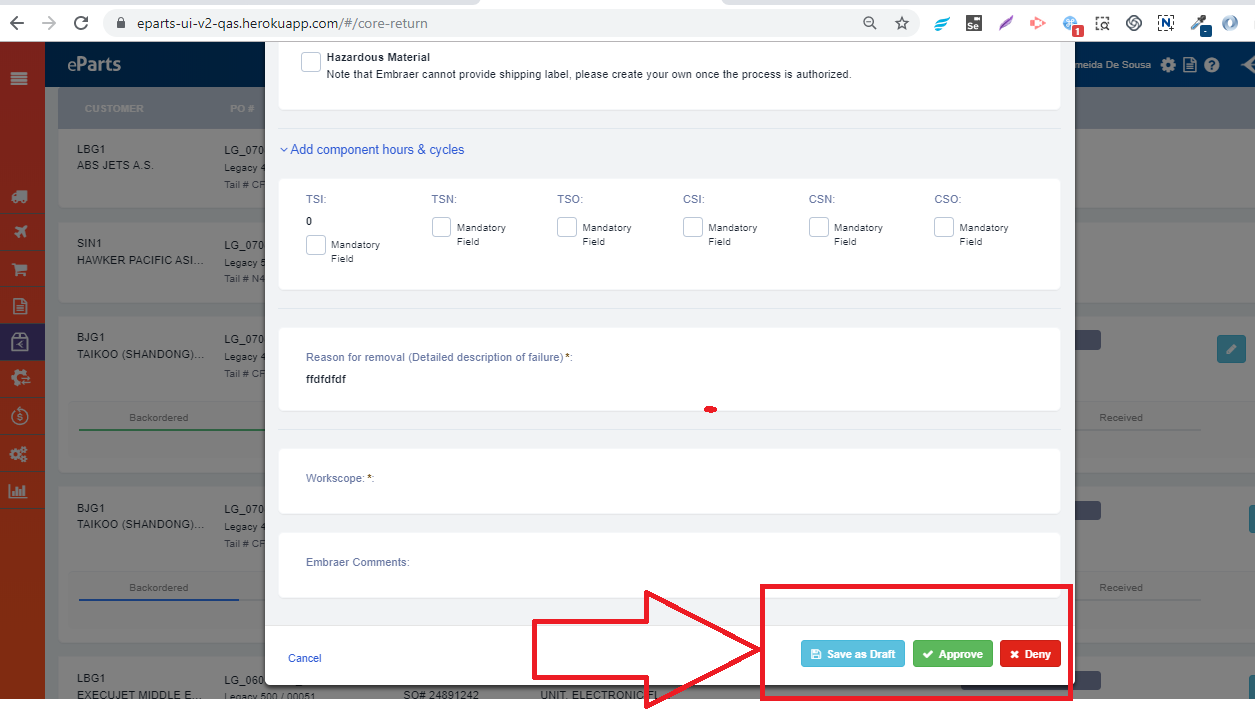 eparts-ui-v2-qas.herokuapp.com/#/core-return
Se
1
N
eParts
meida De Sousa
CUSTOMER
PO #
LBG1
ABS JETS A.S.
LG_070
Legacy 4
Tail # CF
SIN1
HAWKER PACIFIC ASI...
LG_070
Legacy 5
Tail # N4
BJG1
TAIKOO (SHANDONG)...
LG_070
Legacy 4
Tail # CF
Backordered
Received
BJG1
TAIKOO (SHANDONG)...
LG_070
Legacy 4
Tail # CF
Backordered
Received
LBG1
EXECUJET MIDDLE E...
LG_060
Legacy 500 / 00051
SO# 24891242
UNIT. ELECTRONIC FL
Hazardous Material
Note that Embraer cannot provide shipping label, please create your own once the process is authorized.
Add component hours & cycles
TSI:
0
Mandatory
Field
TSN:
Mandatory
Field
TSO:
Mandatory
Field
CSI:
Mandatory
Field
CSN:
Mandatory
Field
CSO:
Mandatory
Field
Reason for removal (Detailed description of failure)*:
ffdfdfdf
Workscope: *:
Embraer Comments:
Cancel
Save as Draft
Approve
Deny